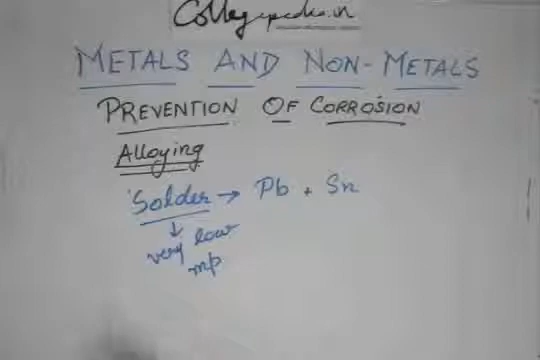 Collegepedia.in
METALS AND NON-METALS
PREVENTION OF CORROSION
Alloying
Solder → Pb + Sn
↓
very low
mp